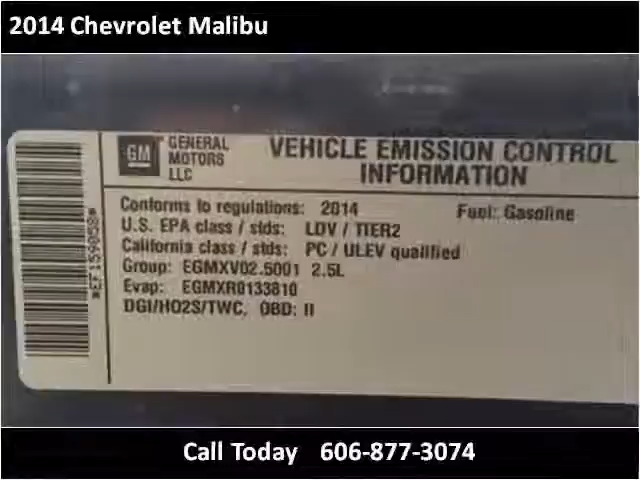 2014 Chevrolet Malibu
GM
GENERAL
MOTORS
LLC
VEHICLE EMISSION CONTROL
INFORMATION
Conforms to regulations: 2014 Fuel: Gasoline
U.S. EPA class / stds: LDV / TIER2
California class / stds: PC / ULEV qualified
Group: EGMXV02.5001 2.5L
Evap: EGMXR0133810
DGI/HO2S/TWC, OBD: II
*EF159058*
Call Today 606-877-3074